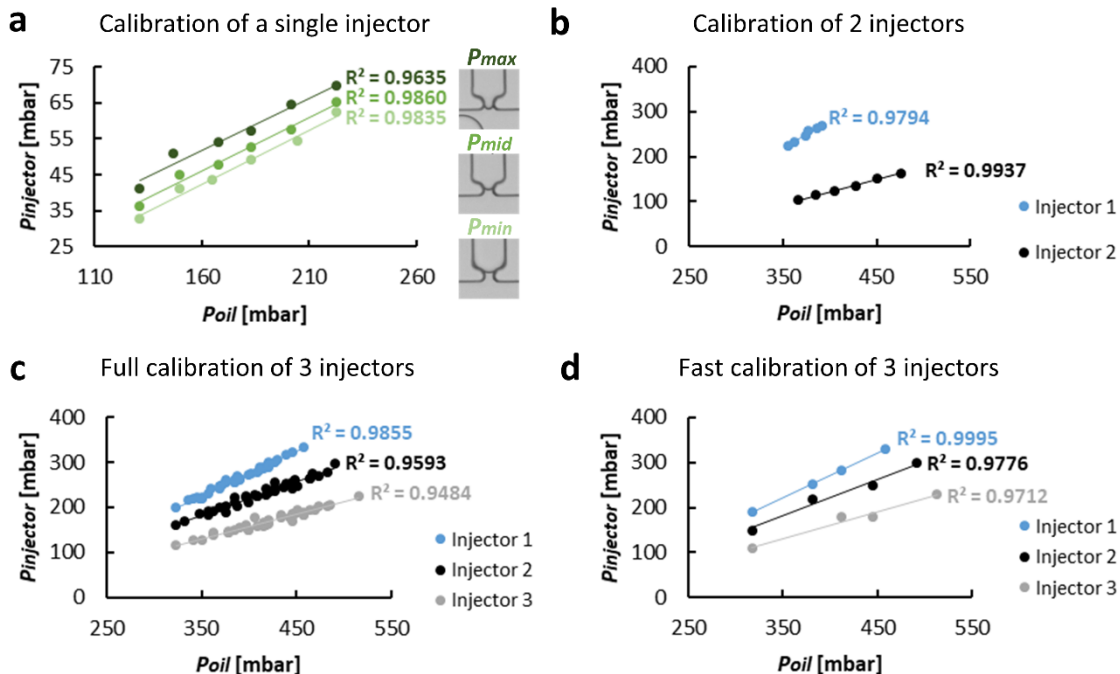 a
Calibration of a single injector
75
65
55
45
35
25
110
160
210
260
Pinjector [mbar]
Poil [mbar]
R² = 0.9635
R² = 0.9860
R² = 0.9835
Pmax
Pmid
Pmin
b
Calibration of 2 injectors
400
300
200
100
0
250
350
450
550
Pinjector [mbar]
Poil [mbar]
R² = 0.9794
R² = 0.9937
Injector 1
Injector 2
c
Full calibration of 3 injectors
400
300
200
100
0
250
350
450
550
Pinjector [mbar]
Poil [mbar]
R² = 0.9855
R² = 0.9593
R² = 0.9484
Injector 1
Injector 2
Injector 3
d
Fast calibration of 3 injectors
400
300
200
100
0
250
350
450
550
Pinjector [mbar]
Poil [mbar]
R² = 0.9995
R² = 0.9776
R² = 0.9712
Injector 1
Injector 2
Injector 3